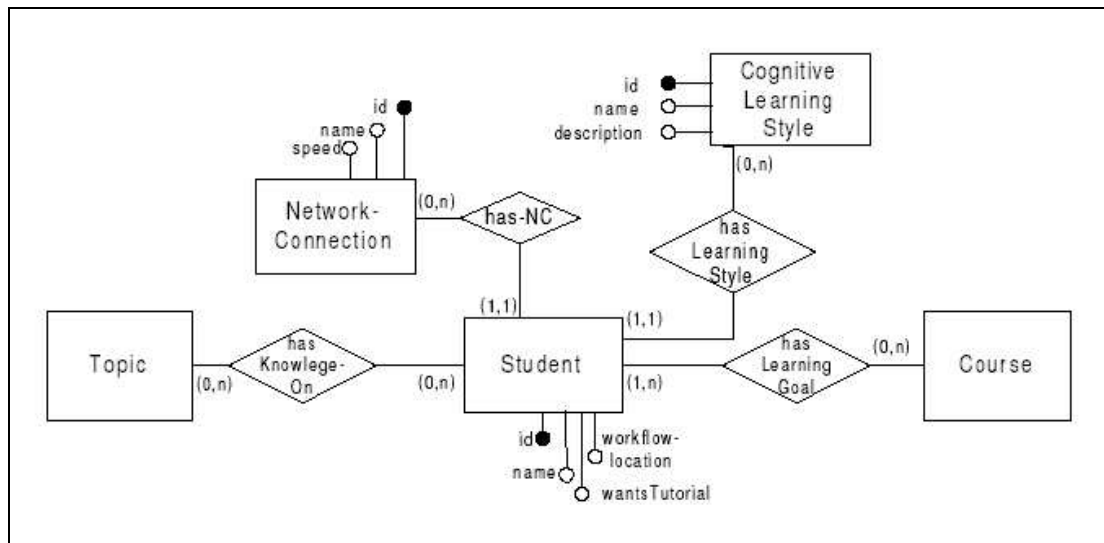 Cognitive
Learning
Style
id
name
description
(0,n)
id
name
speed
Network-
Connection
(0,n)
has-NC
has
Learning
Style
(1,1)
(1,1)
Topic
(0,n)
has
Knowlege-
On
(0,n)
Student
(1,n)
has
Learning
Goal
(0,n)
Course
id
name
workflow-
location
wantsTutorial